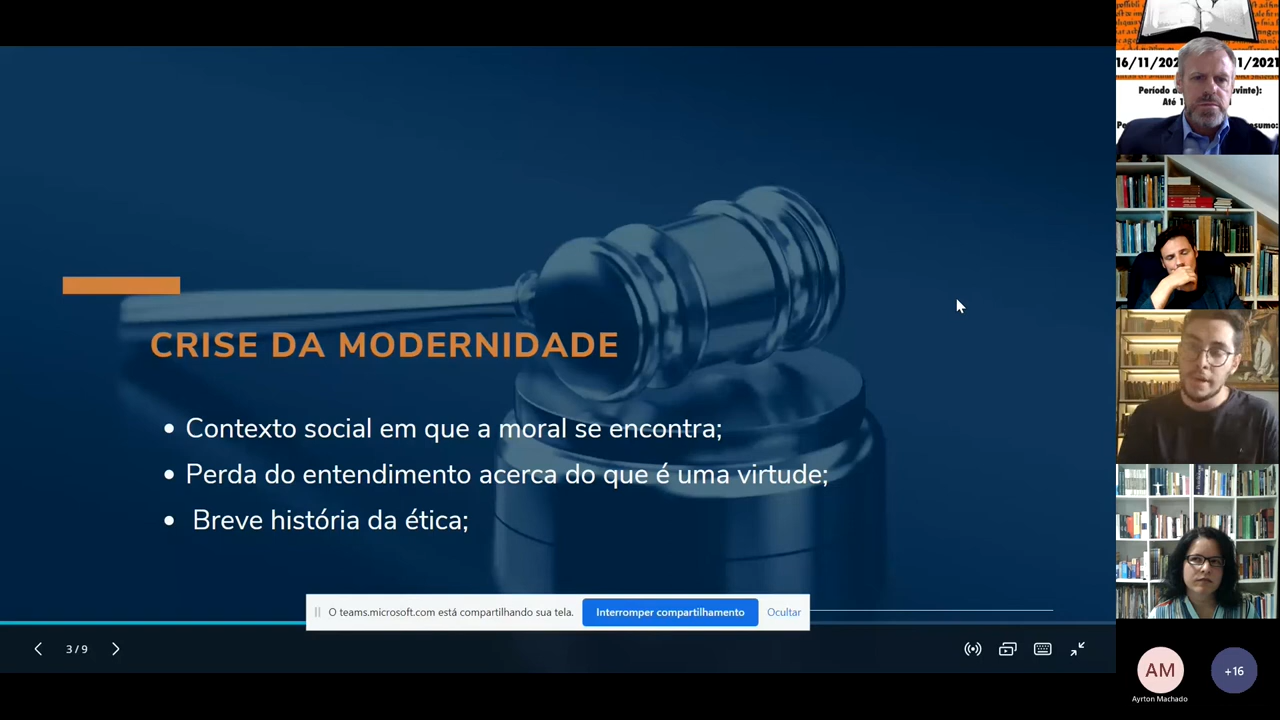 CRISE DA MODERNIDADE
Contexto social em que a moral se encontra;
Perda do entendimento acerca do que é uma virtude;
Breve história da ética;
O teams.microsoft.com está compartilhando sua tela.
Interromper compartilhamento
Ocultar
3 / 9
16/11/202
1/2021
Período
uvinte):
Até 1
esumo:
AM
Ayrton Machado
+16